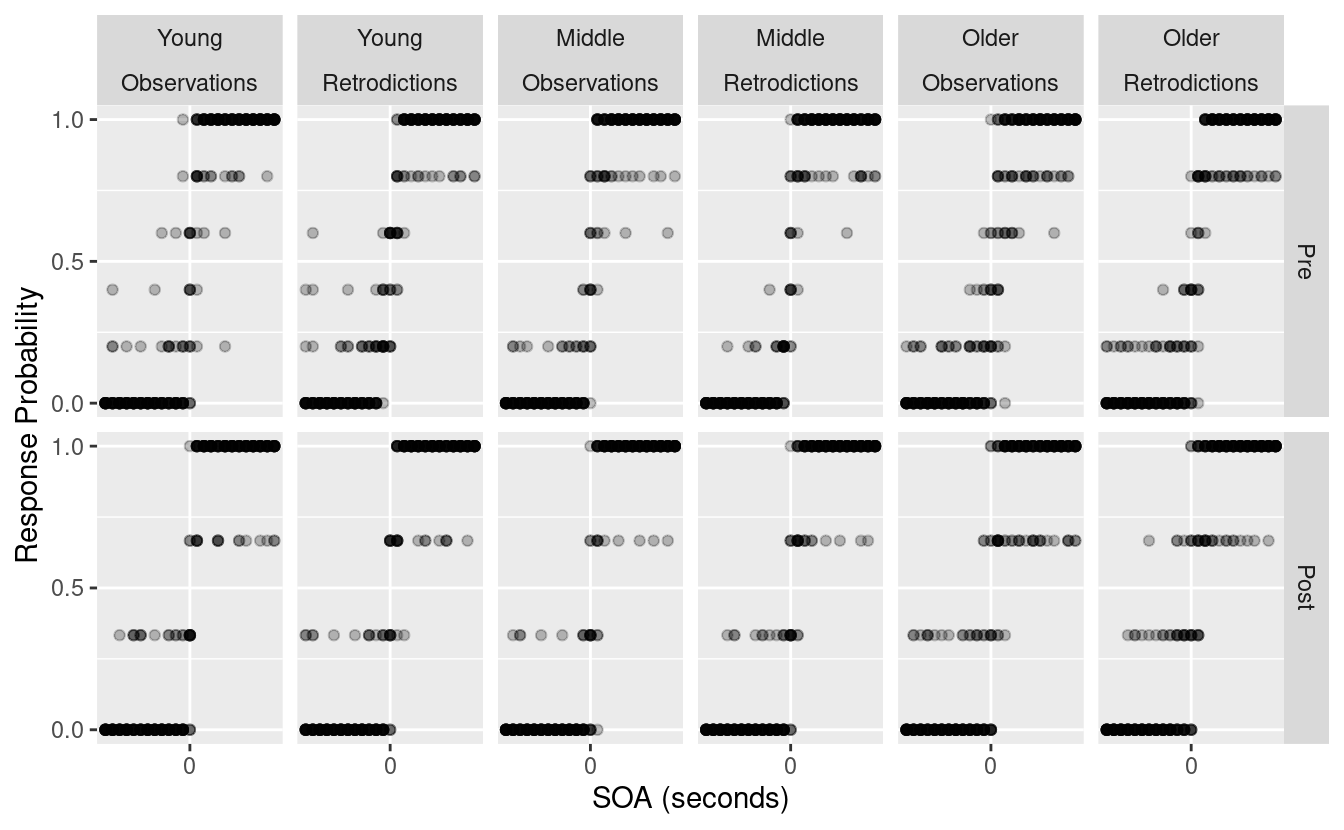 Young Young Middle Middle Older Older
Observations Retrodictions Observations Retrodictions Observations Retrodictions
1.0
0.5
0.0
Pre
1.0
0.5
0.0
Post
Response Probability
0 0 0 0 0 0
SOA (seconds)